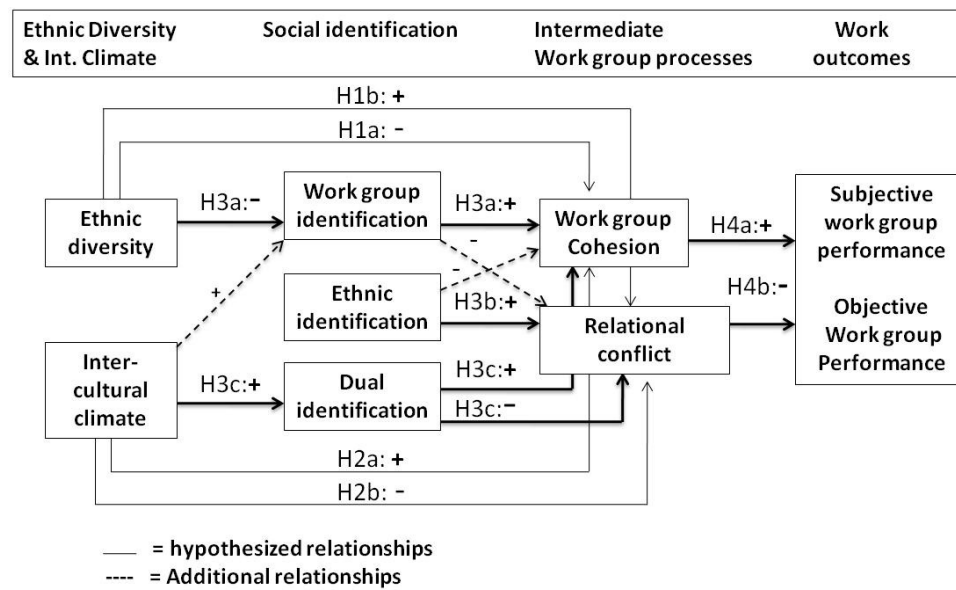 Ethnic Diversity
& Int. Climate
Social identification
Intermediate
Work group processes
Work
outcomes
H1b: +
H1a: -
Ethnic
diversity
H3a:-
Work group
identification
H3a:+
Work group
Cohesion
H4a:+
Subjective
work group
performance
-
-
+
Ethnic
identification
H3b:+
Relational
conflict
H4b:-
Objective
Work group
Performance
Inter-
cultural
climate
H3c:+
Dual
identification
H3c:+
H3c:-
H2a: +
H2b: -
___ = hypothesized relationships
---- = Additional relationships